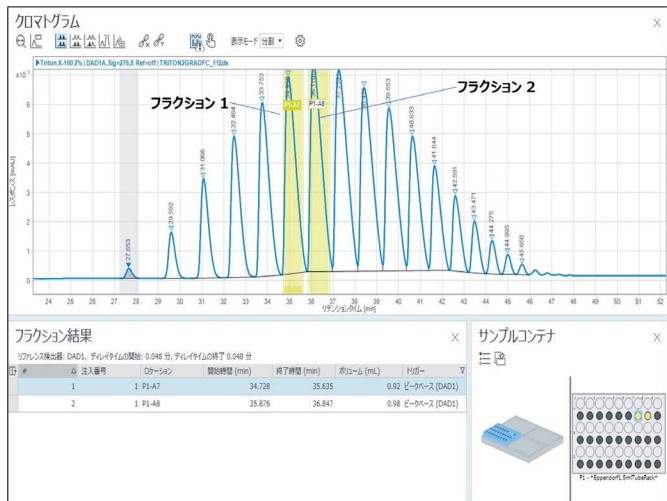 クロマトグラム
表示モード 分割
Triton X-100 2% | DAD1A,Sig=276,8 Ref=off | TRITON2GRADFC_112.dx
x10¹
フラクション 1
フラクション 2
P1-A7
P1-A8
レスポンス [mAU]
7
6
5
4
3
2
1
0
27.653
29.592
31.066
32.464
33.753
39.553
40.633
41.644
42.591
43.471
44.275
44.995
45.650
24 25 26 27 28 29 30 31 32 33 34 35 36 37 38 39 40 41 42 43 44 45 46 47 48 49 50 51 52
リテンションタイム [min]
フラクション結果
リファレンス検出器: DAD1、ディレイタイムの開始: 0.048 分、ディレイタイムの終了 0.048 分
# 注入番号 ロケーション 開始時間 (min) 終了時間 (min) ボリューム (mL) トリガー
1 1 P1-A7 34.728 35.635 0.92 ピークベース (DAD1)
2 1 P1-A8 35.876 36.847 0.98 ピークベース (DAD1)
サンプルコンテナ
P1 - *Eppendorf1.5mlTubeRack*